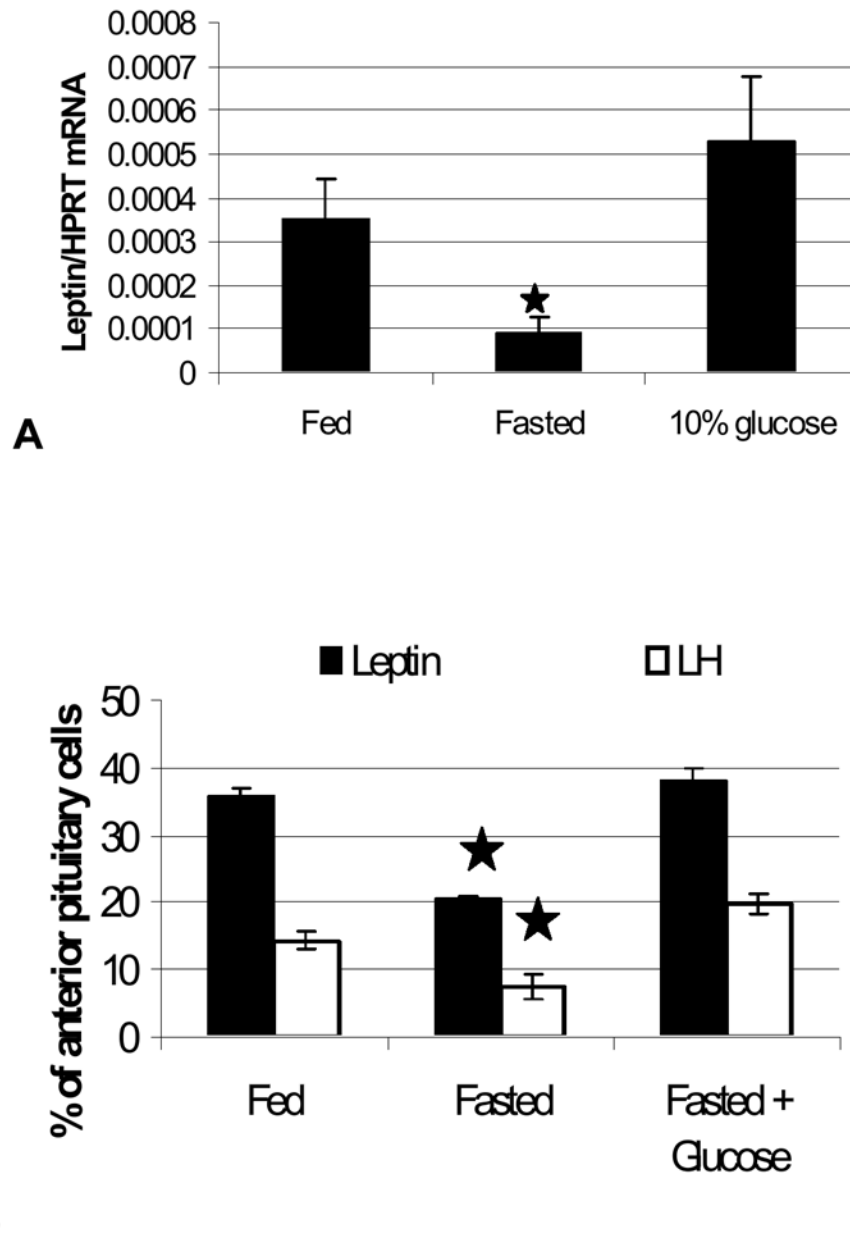 Leptin/HPRT mRNA
0.0008
0.0007
0.0006
0.0005
0.0004
0.0003
0.0002
0.0001
0
Fed Fasted 10% glucose
A
Leptin LH
% of anterior pituitary cells
50
40
30
20
10
0
Fed Fasted Fasted +
Glucose